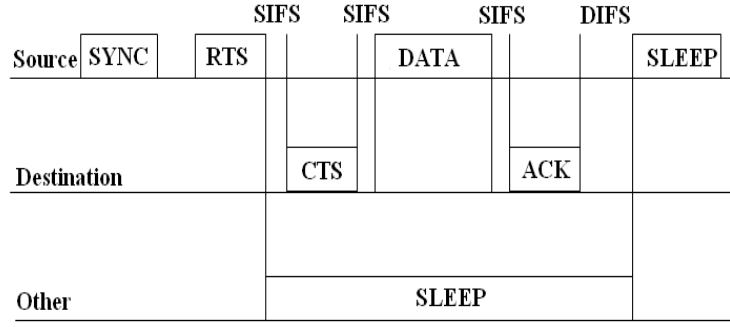 SIFS SIFS SIFS DIFS
Source SYNC RTS DATA SLEEP
Destination CTS ACK
Other SLEEP